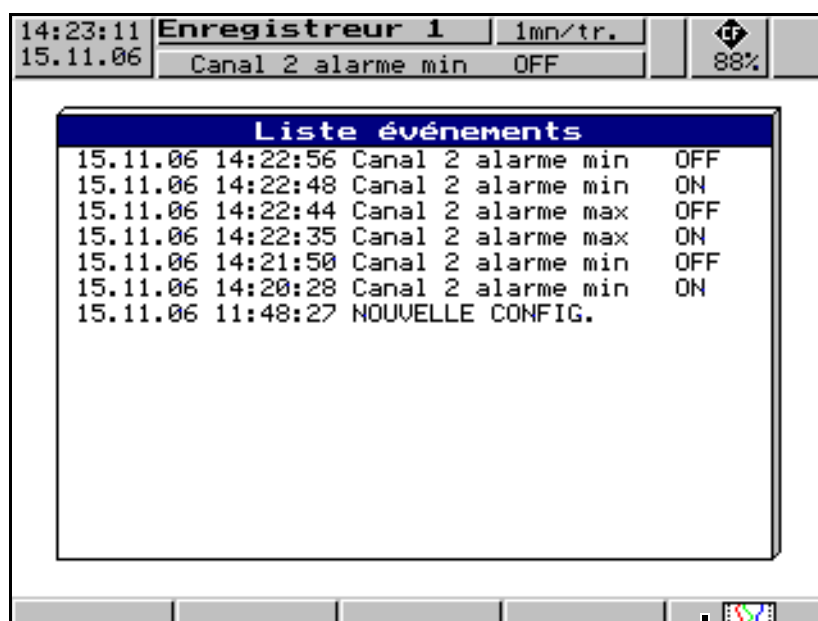 14:23:11 Enregistreur 1 1mn/tr.
15.11.06 Canal 2 alarme min OFF 88%
Liste événements
15.11.06 14:22:56 Canal 2 alarme min OFF
15.11.06 14:22:48 Canal 2 alarme min ON
15.11.06 14:22:44 Canal 2 alarme max OFF
15.11.06 14:22:35 Canal 2 alarme max ON
15.11.06 14:21:50 Canal 2 alarme min OFF
15.11.06 14:20:28 Canal 2 alarme min ON
15.11.06 11:48:27 NOUVELLE CONFIG.